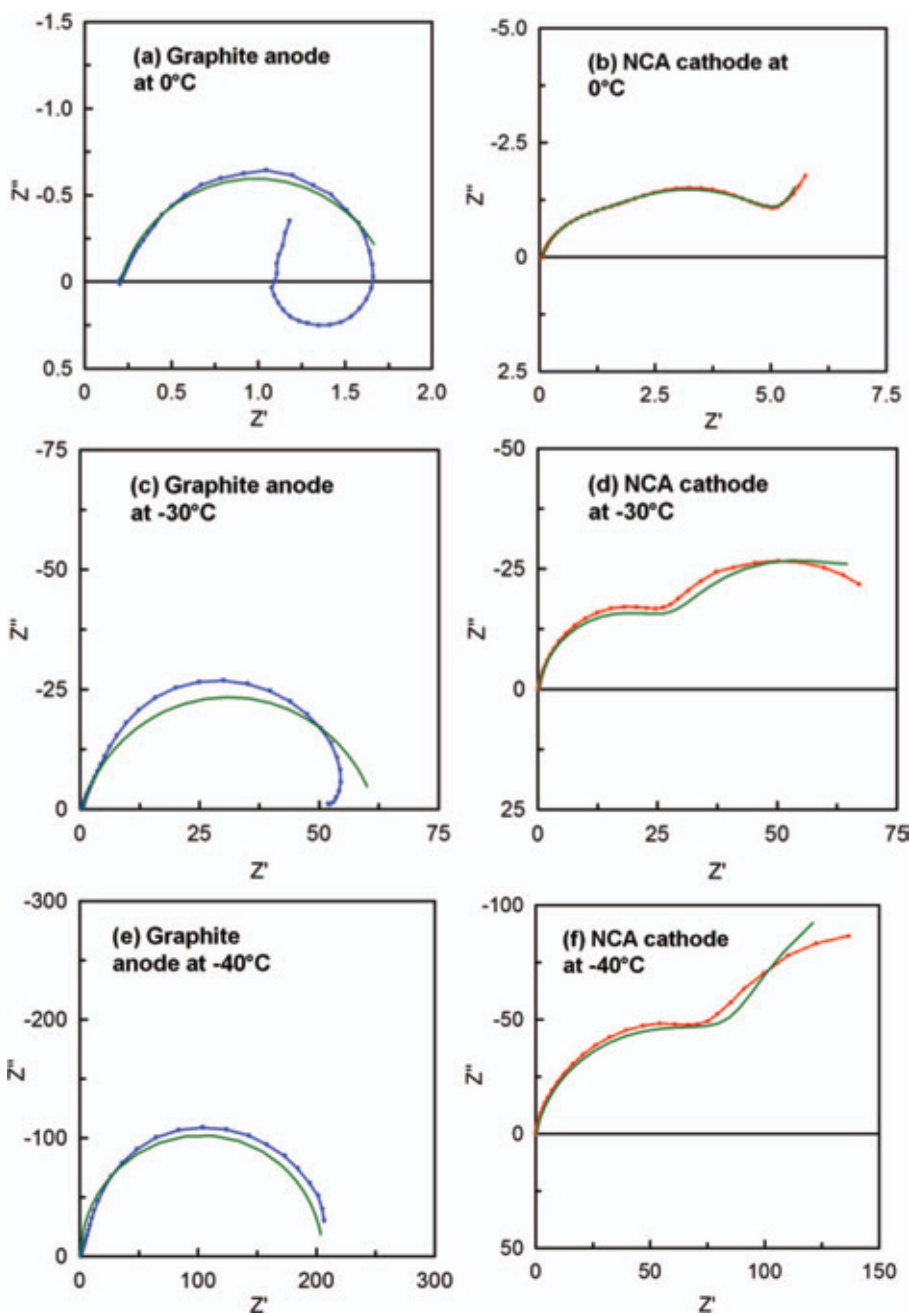 -1.5
(a) Graphite anode
at 0°C
-1.0
Z"
-0.5
0
0.5
0 0.5 1.0 1.5 2.0
Z'
-5.0
(b) NCA cathode at
0°C
-2.5
Z"
0
2.5
0 2.5 5.0 7.5
Z'
-75
(c) Graphite anode
at -30°C
-50
Z"
-25
0
0 25 50 75
Z'
-50
(d) NCA cathode
at -30°C
-25
Z"
0
25
0 25 50 75
Z'
-300
(e) Graphite
anode at -40°C
-200
Z"
-100
0
0 100 200 300
Z'
-100
(f) NCA cathode
at -40°C
-50
Z"
0
50
0 50 100 150
Z'